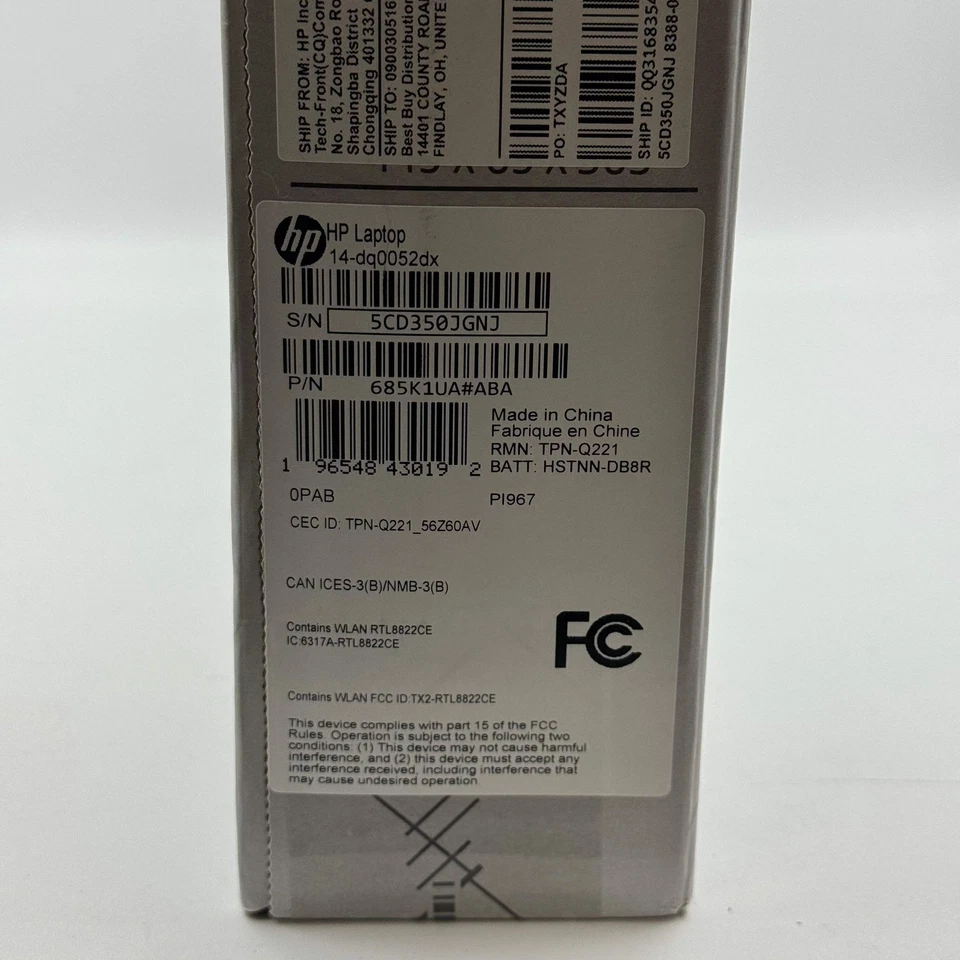 SHIP FROM: HP Inc
Tech-Front(CQ)Com
No. 18, Zongbao Ro
Shapingba District
Chongqing 401332
SHIP TO: 09003051
Best Buy Distribution
14401 COUNTY ROA
FINDLAY, OH, UNITE
PO: TXYZDA
SHIP ID: QQ3168354
5CD350JGNJ 8388-0
hp
HP Laptop
14-dq0052dx
S/N 5CD350JGNJ
P/N 685K1UA#ABA
1 96548 43019 2
Made in China
Fabrique en Chine
RMN: TPN-Q221
BATT: HSTNN-DB8R
0PAB
PI967
CEC ID: TPN-Q221_56Z60AV
CAN ICES-3(B)/NMB-3(B)
Contains WLAN RTL8822CE
IC:6317A-RTL8822CE
FC
Contains WLAN FCC ID:TX2-RTL8822CE
This device complies with part 15 of the FCC
Rules. Operation is subject to the following two
conditions: (1) This device may not cause harmful
interference, and (2) this device must accept any
interference received, including interference that
may cause undesired operation.